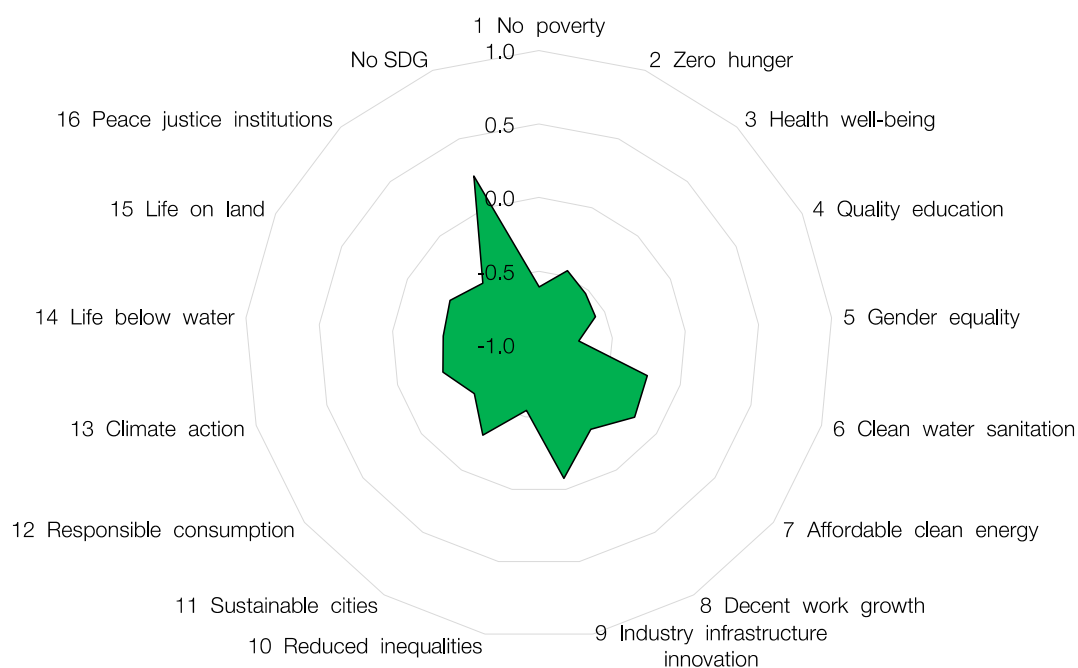 1 No poverty
1.0
0.5
0.0
-0.5
-1.0
2 Zero hunger
3 Health well-being
4 Quality education
5 Gender equality
6 Clean water sanitation
7 Affordable clean energy
8 Decent work growth
9 Industry infrastructure
innovation
10 Reduced inequalities
11 Sustainable cities
12 Responsible consumption
13 Climate action
14 Life below water
15 Life on land
16 Peace justice institutions
No SDG